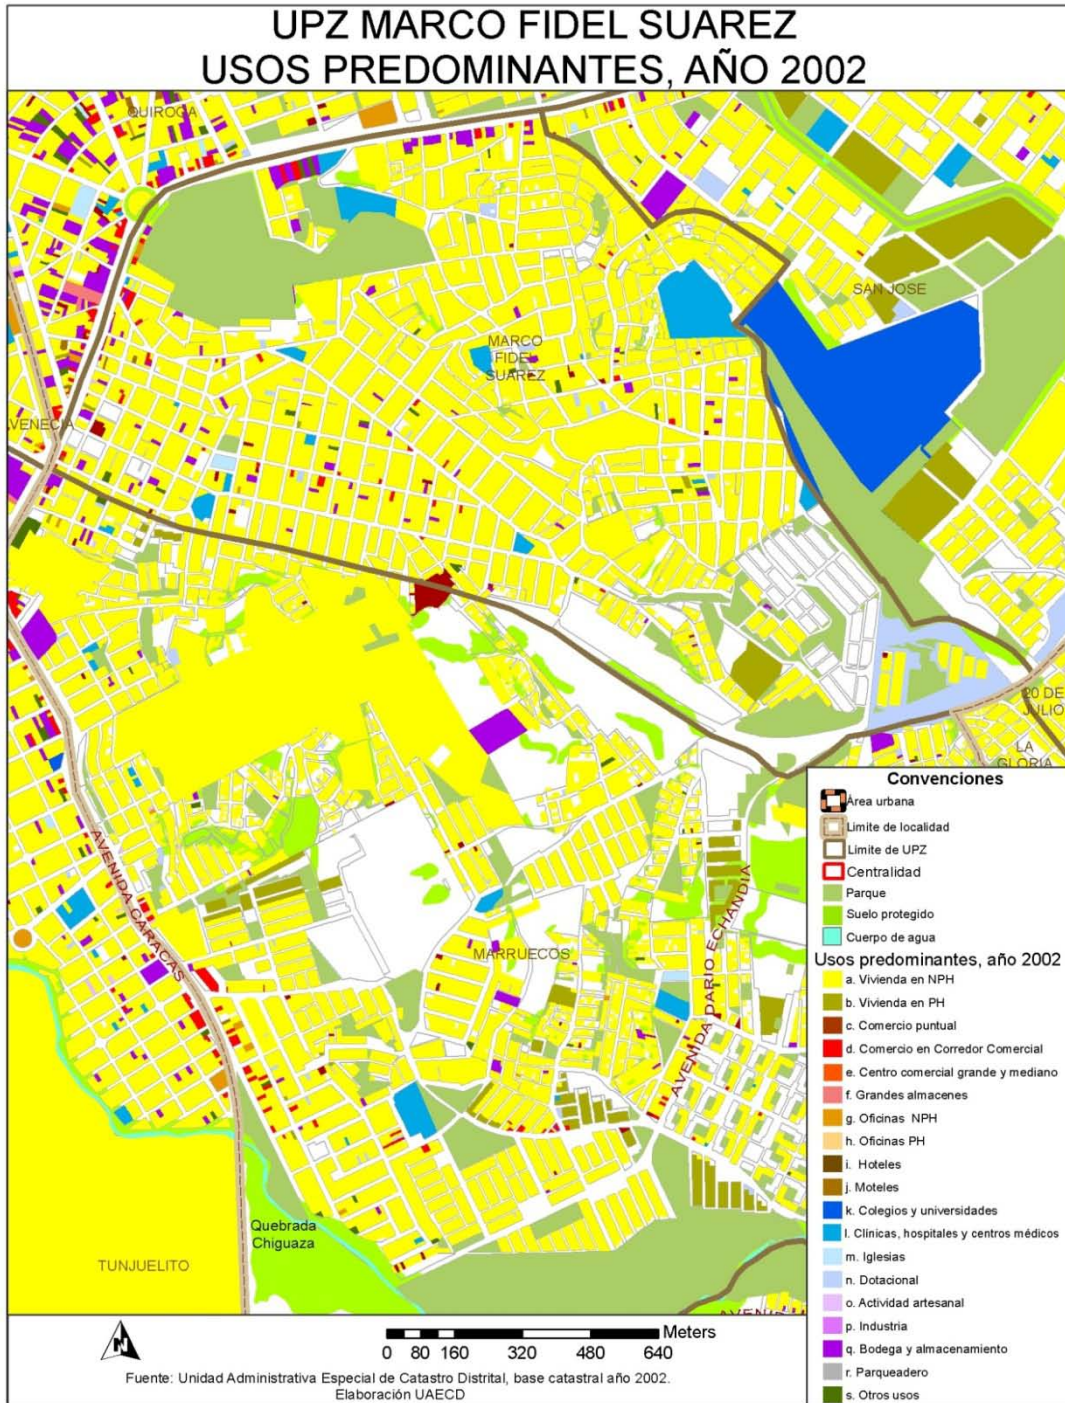 UPZ MARCO FIDEL SUAREZ
USOS PREDOMINANTES, AÑO 2002
QUIROGA
SAN JOSE
MARCO
FIDEL
SUAREZ
VENECIA
20 DE
JULIO
LA
GLORIA
AVENIDA CARACAS
MARRUECOS
AVENIDA DARIO ECHANDIA
Quebrada
Chiguaza
TUNJUELITO
Convenciones
Área urbana
Limite de localidad
Limite de UPZ
Centralidad
Parque
Suelo protegido
Cuerpo de agua
Usos predominantes, año 2002
a. Vivienda en NPH
b. Vivienda en PH
c. Comercio puntual
d. Comercio en Corredor Comercial
e. Centro comercial grande y mediano
f. Grandes almacenes
g. Oficinas NPH
h. Oficinas PH
i. Hoteles
j. Moteles
k. Colegios y universidades
l. Clínicas, hospitales y centros médicos
m. Iglesias
n. Dotacional
o. Actividad artesanal
p. Industria
q. Bodega y almacenamiento
r. Parqueadero
s. Otros usos
N
Meters
0 80 160 320 480 640
Fuente: Unidad Administrativa Especial de Catastro Distrital, base catastral año 2002.
Elaboración UAECD